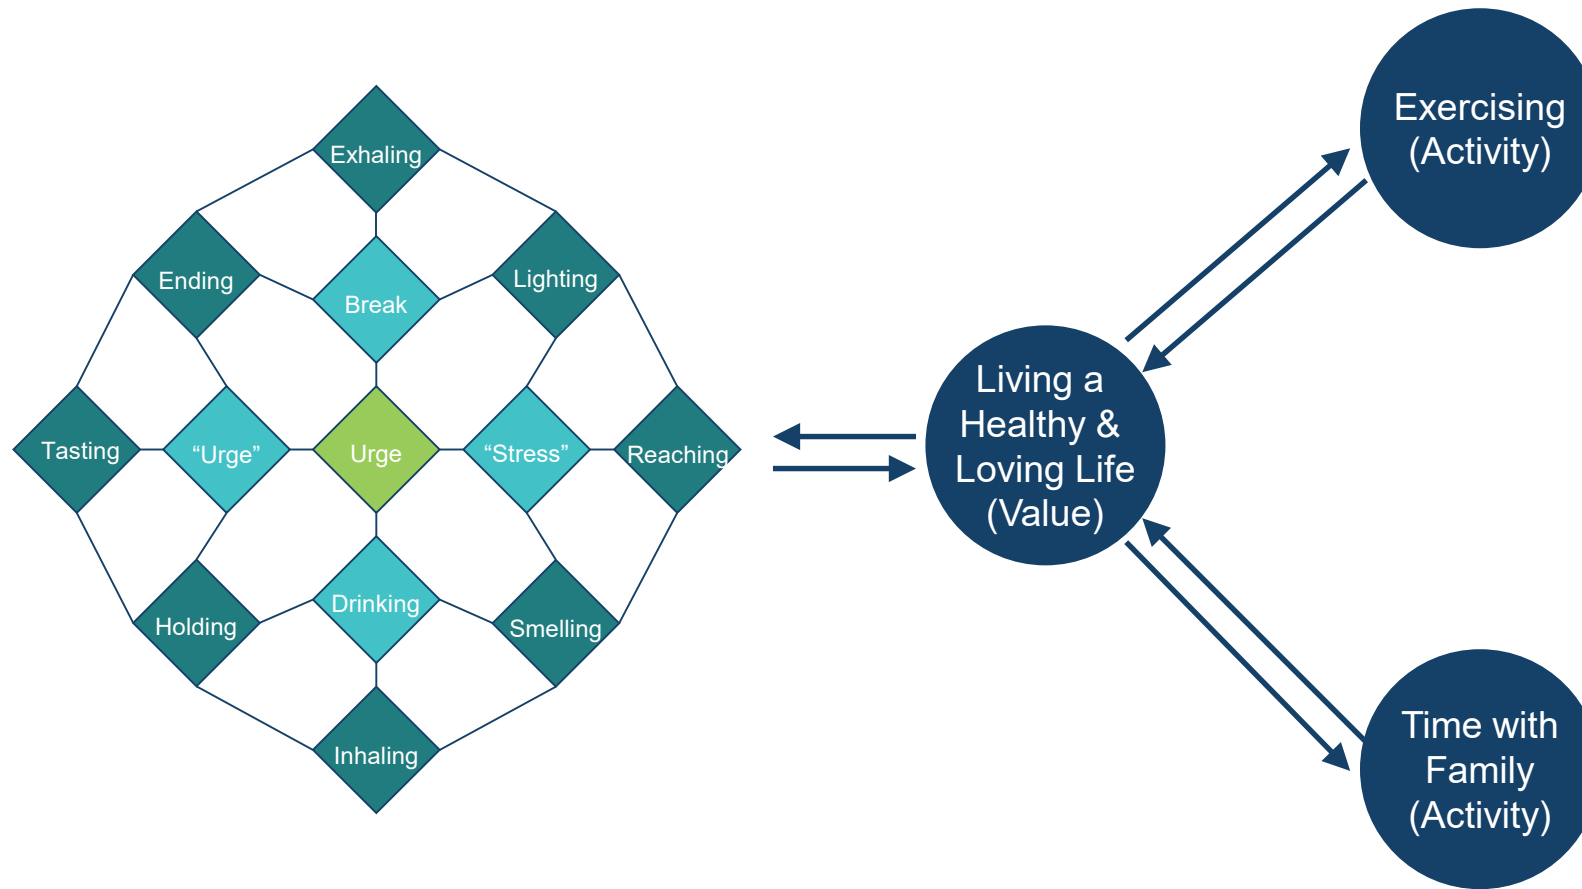 Exhaling
Ending
Lighting
Break
Tasting
“Urge”
Urge
“Stress”
Reaching
Holding
Drinking
Smelling
Inhaling
Living a
Healthy &
Loving Life
(Value)
Exercising
(Activity)
Time with
Family
(Activity)